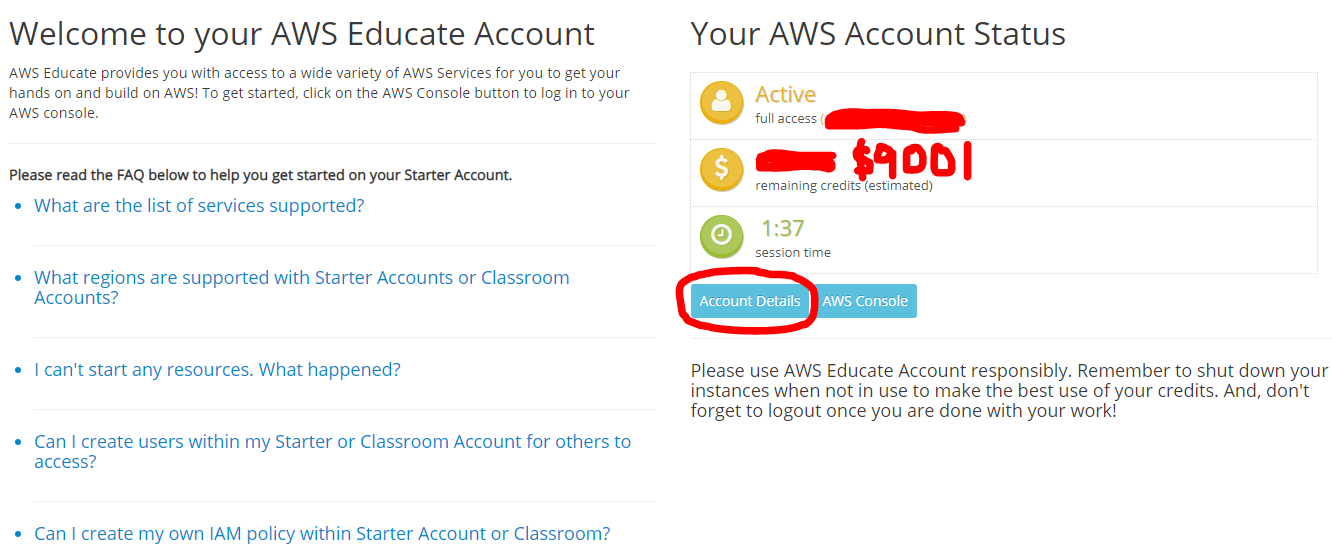 Welcome to your AWS Educate Account
AWS Educate provides you with access to a wide variety of AWS Services for you to get your
hands on and build on AWS! To get started, click on the AWS Console button to log in to your
AWS console.
Please read the FAQ below to help you get started on your Starter Account.
• What are the list of services supported?
• What regions are supported with Starter Accounts or Classroom
Accounts?
• I can't start any resources. What happened?
• Can I create users within my Starter or Classroom Account for others to
access?
• Can I create my own IAM policy within Starter Account or Classroom?
Your AWS Account Status
Active
full access (
$9001
remaining credits (estimated)
1:37
session time
Account Details AWS Console
Please use AWS Educate Account responsibly. Remember to shut down your
instances when not in use to make the best use of your credits. And, don't
forget to logout once you are done with your work!